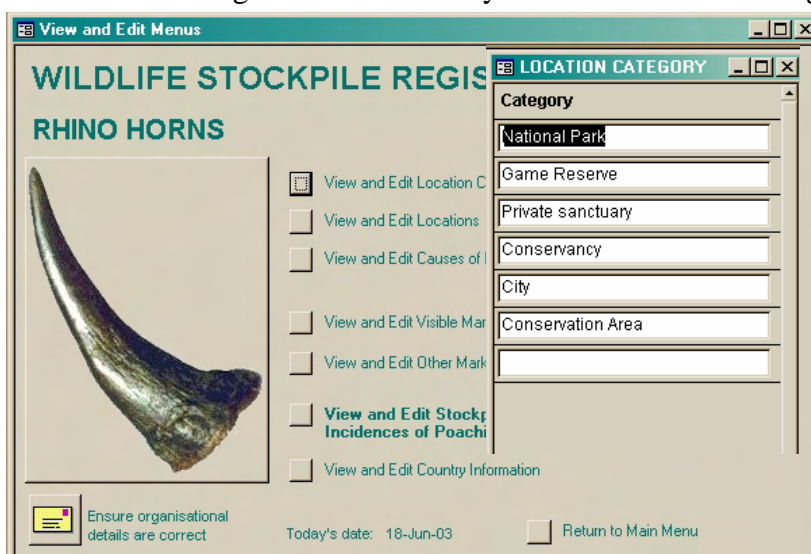 View and Edit Menus
WILDLIFE STOCKPILE REGIS
RHINO HORNS
View and Edit Location C
View and Edit Locations
View and Edit Causes of
View and Edit Visible Mar
View and Edit Other Mark
View and Edit Stockp
Incidences of Poachi
View and Edit Country Information
Ensure organisational
details are correct
Today's date: 18-Jun-03
Return to Main Menu
LOCATION CATEGORY
Category
National Park
Game Reserve
Private sanctuary
Conservancy
City
Conservation Area